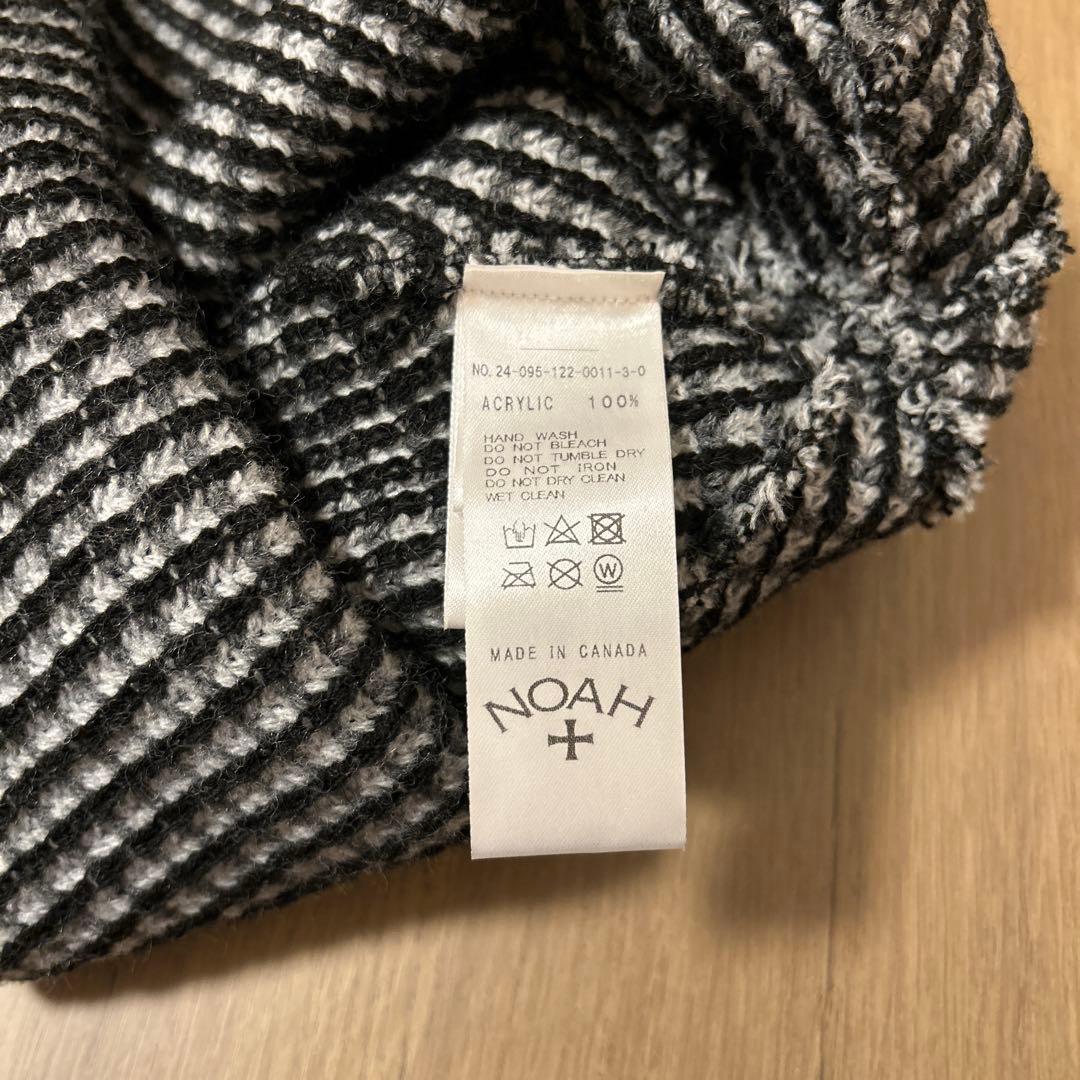 NO. 24-095-122-0011-3-0
ACRYLIC 100%
HAND WASH
DO NOT BLEACH
DO NOT TUMBLE DRY
DO NOT IRON
DO NOT DRY CLEAN
WET CLEAN
W
MADE IN CANADA
NOAH